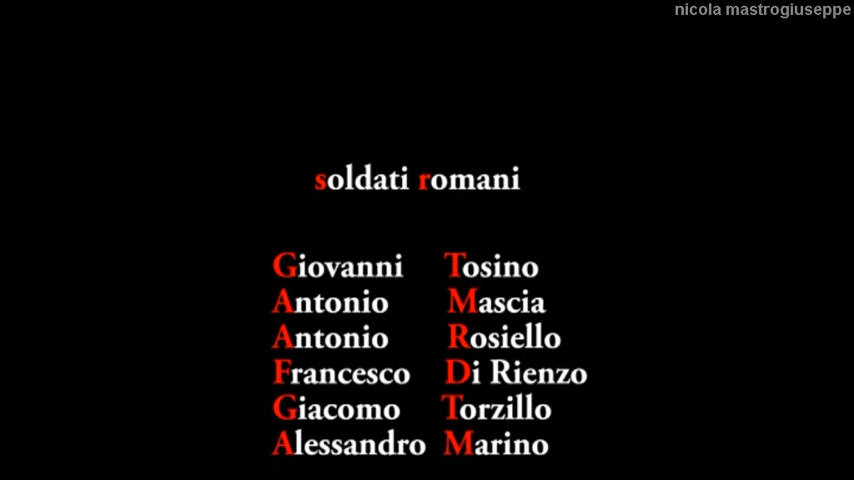 nicola mastrogiuseppe
soldati romani
Giovanni Tosino
Antonio Mascia
Antonio Rosiello
Francesco Di Rienzo
Giacomo Torzillo
Alessandro Marino